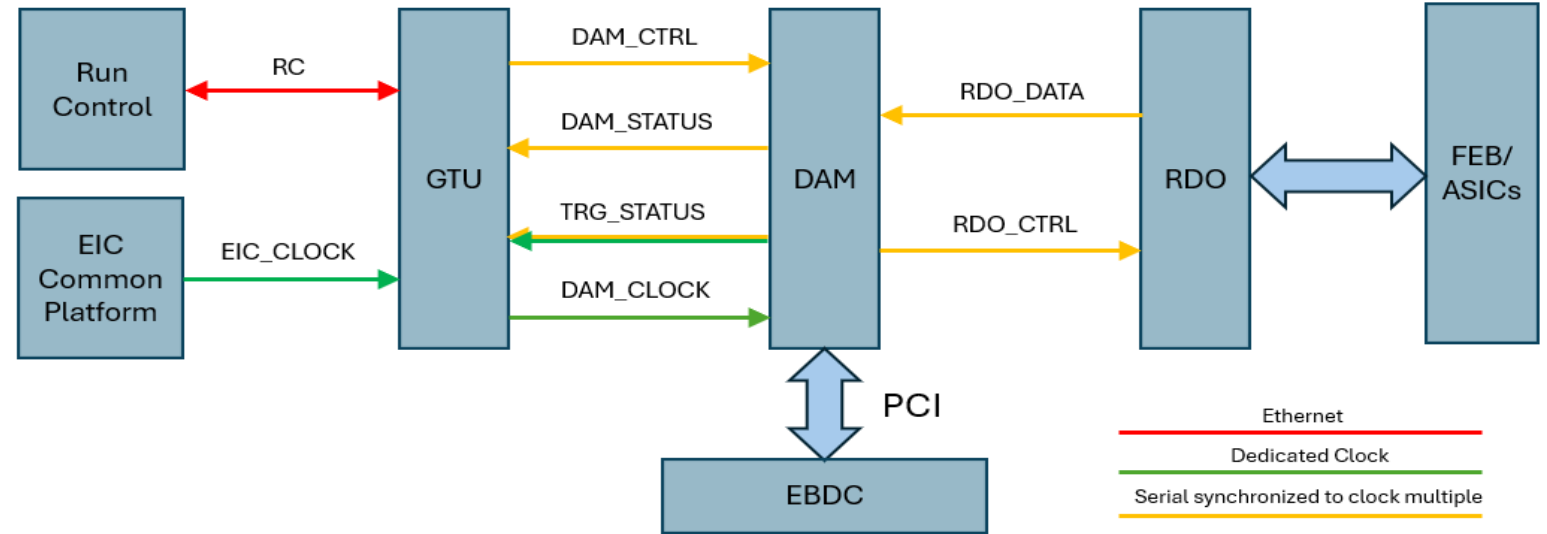 Run
Control
RC
GTU
DAM_CTRL
DAM_STATUS
TRG_STATUS
DAM_CLOCK
DAM
RDO_DATA
RDO_CTRL
RDO
FEB/
ASICs
EIC
Common
Platform
EIC_CLOCK
PCI
EBDC
Ethernet
Dedicated Clock
Serial synchronized to clock multiple